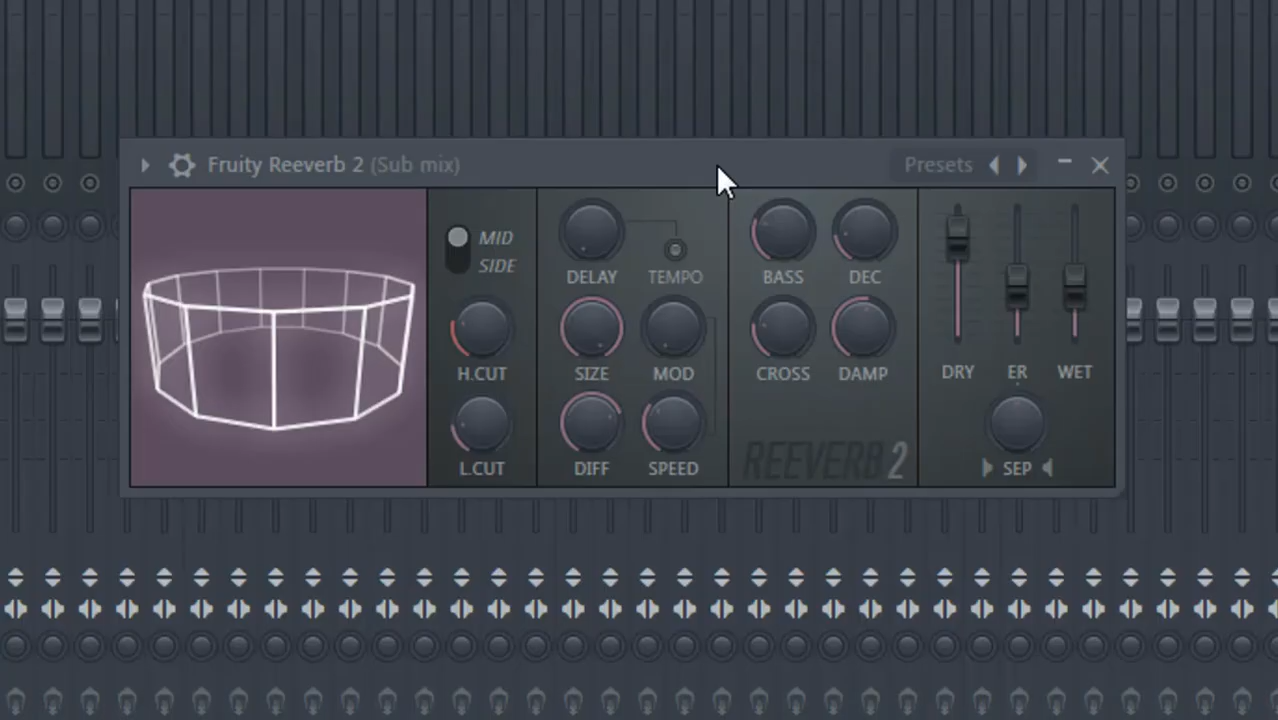 Fruity Reeverb 2 (Sub mix)
Presets
MID
SIDE
DELAY
TEMPO
BASS
DEC
H.CUT
SIZE
MOD
CROSS
DAMP
DRY
ER
WET
L.CUT
DIFF
SPEED
REEVERB 2
SEP